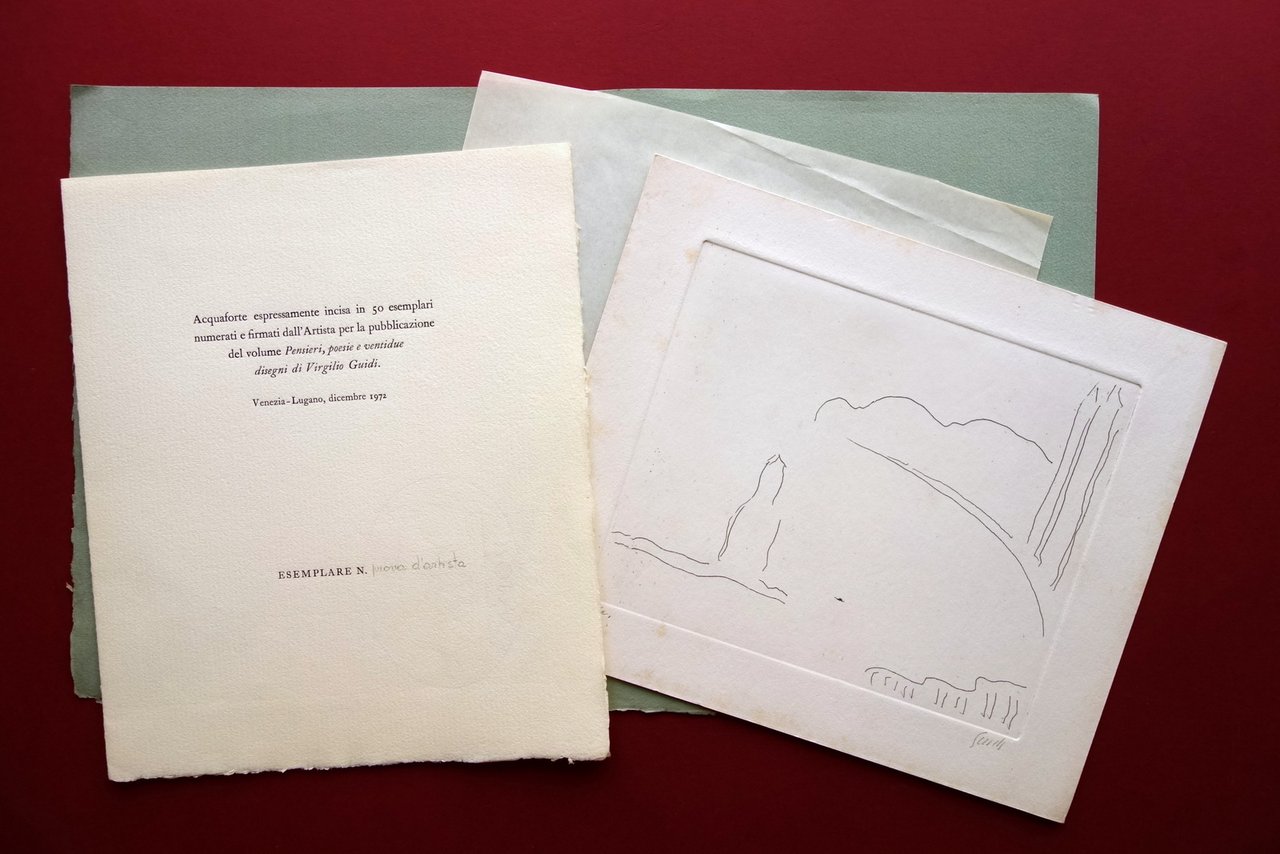 Acquaforte espressamente incisa in 50 esemplari
numerati e firmati dall'Artista per la pubblicazione
del volume Pensieri, poesie e ventidue
disegni di Virgilio Guidi.
Venezia-Lugano, dicembre 1972
ESEMPLARE N. prova d'artista
Guidi